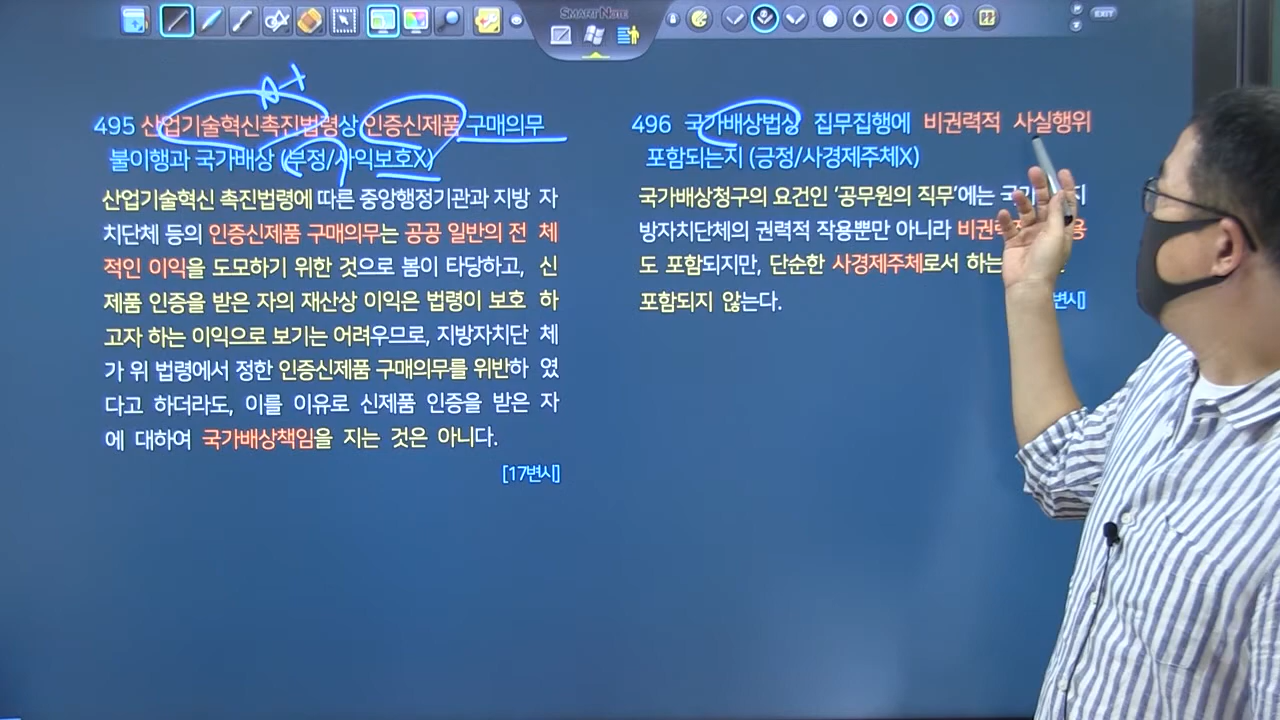 SMART NOTE
EXIT
A+
495 산업기술혁신촉진법령상 인증신제품 구매의무
불이행과 국가배상 (부정/사익보호X)
산업기술혁신 촉진법령에 따른 중앙행정기관과 지방 자
치단체 등의 인증신제품 구매의무는 공공 일반의 전 체
적인 이익을 도모하기 위한 것으로 봄이 타당하고, 신
제품 인증을 받은 자의 재산상 이익은 법령이 보호 하
고자 하는 이익으로 보기는 어려우므로, 지방자치단 체
가 위 법령에서 정한 인증신제품 구매의무를 위반하 였
다고 하더라도, 이를 이유로 신제품 인증을 받은 자
에 대하여 국가배상책임을 지는 것은 아니다.
[17변시]
496 국가배상법상 집무집행에 비권력적 사실행위
포함되는지 (긍정/사경제주체X)
국가배상청구의 요건인 ‘공무원의 직무’에는 국 지
방자치단체의 권력적 작용뿐만 아니라 비권 용
도 포함되지만, 단순한 사경제주체로서 하는
포함되지 않는다.
변시]